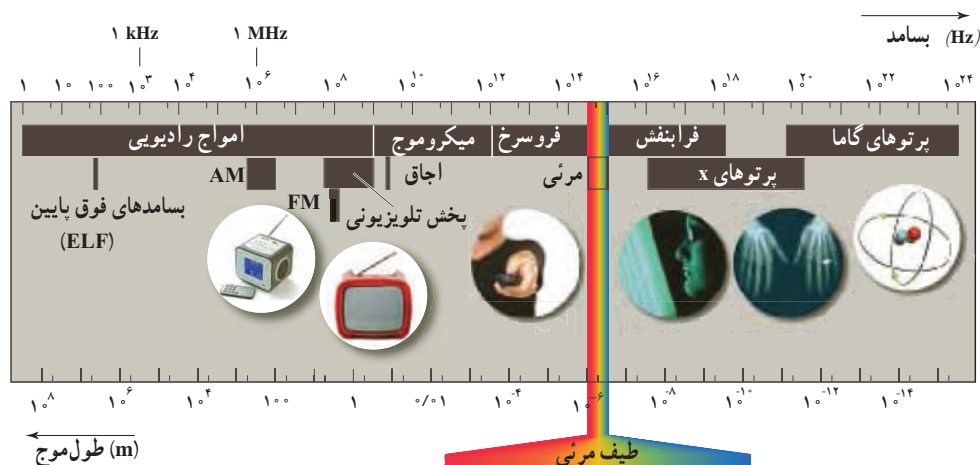 ۱ kHz ۱ MHz بسامد (Hz)
۱ ۱۰ ۱۰۰ ۱۰^۳ ۱۰^۴ ۱۰^۶ ۱۰^۸ ۱۰^۱۰ ۱۰^۱۲ ۱۰^۱۴ ۱۰^۱۶ ۱۰^۱۸ ۱۰^۲۰ ۱۰^۲۲ ۱۰^۲۴
امواج رادیویی میکروموج فروسرخ فرابنفش پرتوهای گاما
AM اجاق مرئی پرتوهای x
FM پخش تلویزیونی
بسامدهای فوق پایین
(ELF)
۱۰^۸ ۱۰^۶ ۱۰^۴ ۱۰۰ ۱ ۰/۰۱ ۱۰^-۴ ۱۰^-۶ ۱۰^-۸ ۱۰^-۱۰ ۱۰^-۱۲ ۱۰^-۱۴
طول‌موج (m)
طیف مرئی